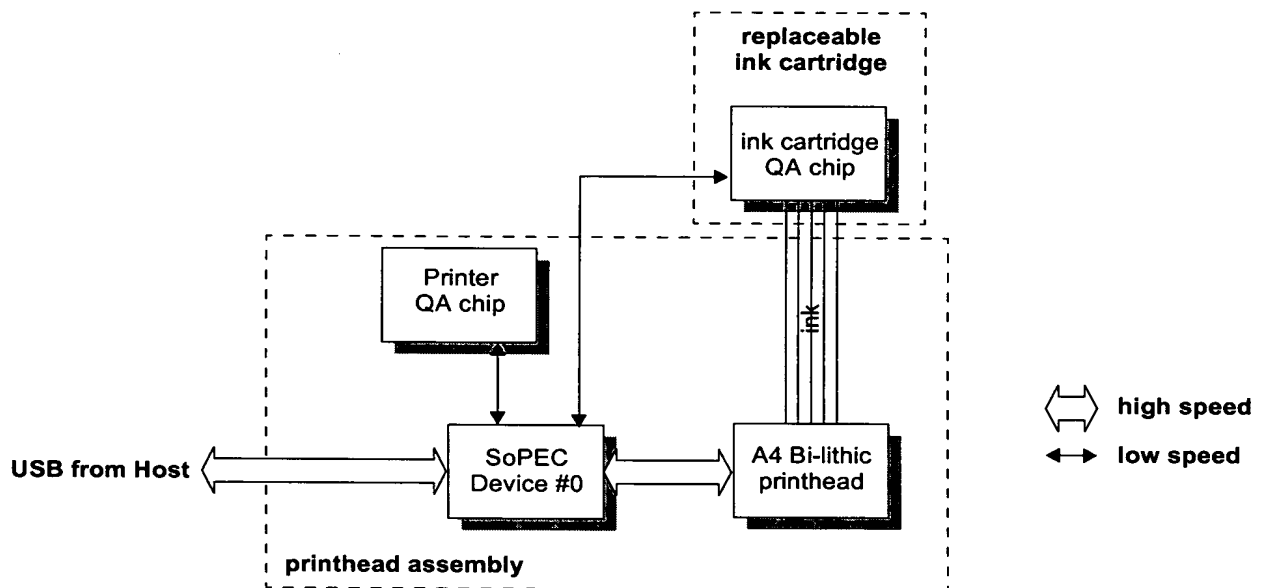 replaceable
ink cartridge
ink cartridge
QA chip
Printer
QA chip
ink
high speed
low speed
USB from Host
SoPEC
Device #0
A4 Bi-lithic
printhead
printhead assembly